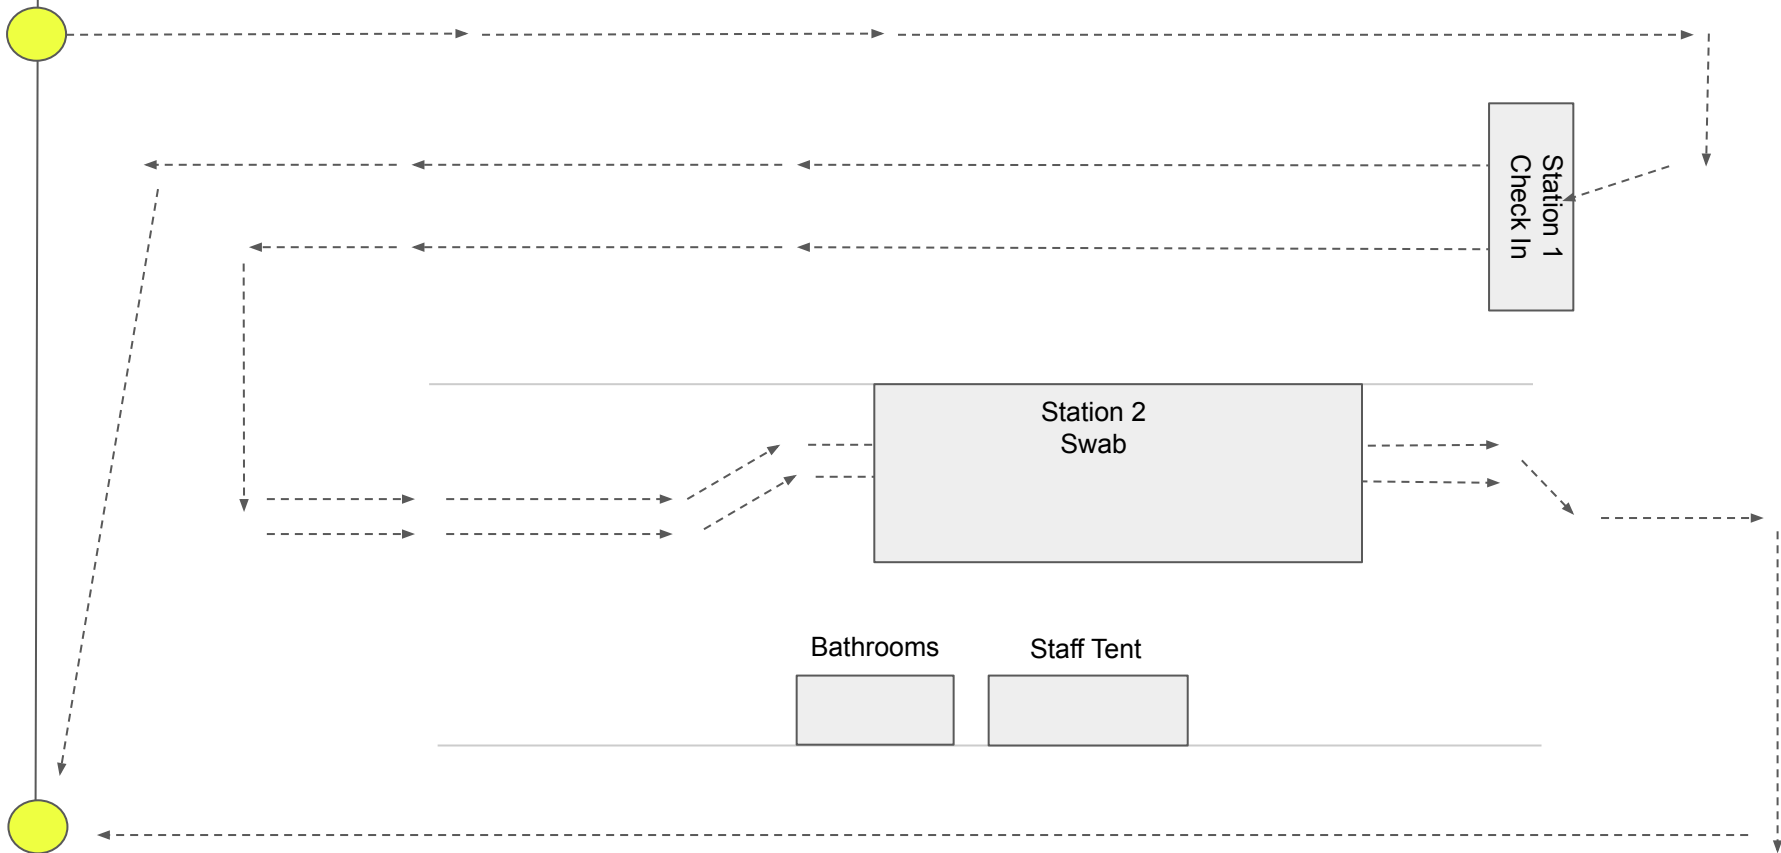 Station 1
Check In
Station 2
Swab
Bathrooms
Staff Tent